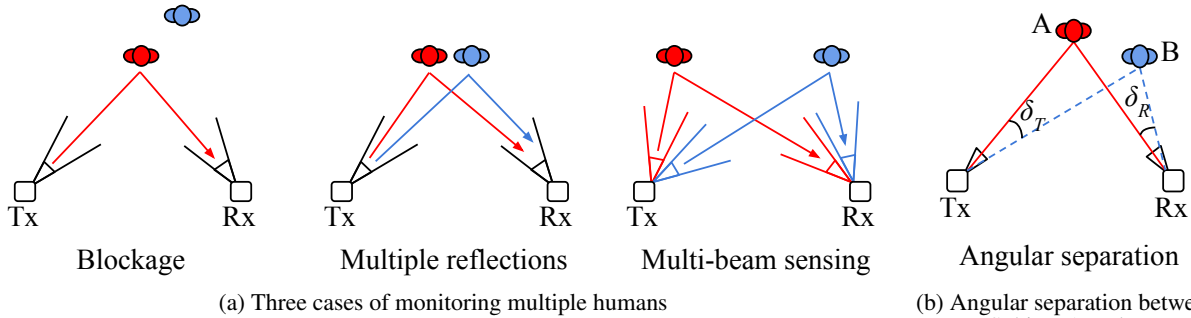 A
B
δT
δR
Tx Rx Tx Rx Tx Rx Tx Rx
Blockage Multiple reflections Multi-beam sensing Angular separation
(a) Three cases of monitoring multiple humans (b) Angular separation betwe